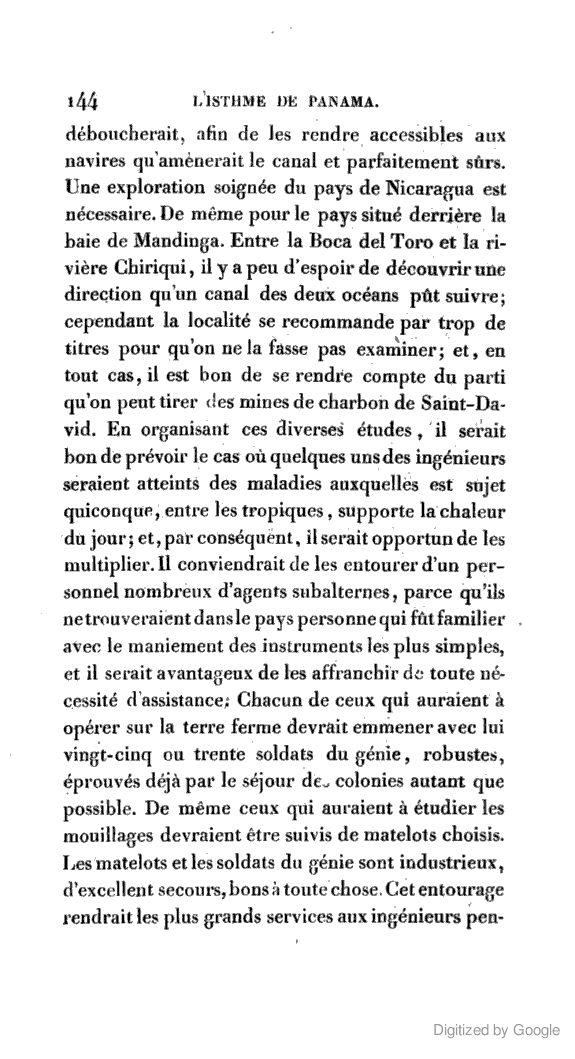 144 L'ISTHME DE PANAMA.
déboucherait, afin de les rendre accessibles aux
navires qu'amènerait le canal et parfaitement sûrs.
Une exploration soignée du pays de Nicaragua est
nécessaire. De même pour le pays situé derrière la
baie de Mandinga. Entre la Boca del Toro et la ri-
vière Chiriqui, il y a peu d'espoir de découvrir une
direction qu'un canal des deux océans pût suivre;
cependant la localité se recommande par trop de
titres pour qu'on ne la fasse pas examiner; et, en
tout cas, il est bon de se rendre compte du parti
qu'on peut tirer des mines de charbon de Saint-Da-
vid. En organisant ces diverses études, il serait
bon de prévoir le cas où quelques uns des ingénieurs
seraient atteints des maladies auxquelles est sujet
quiconque, entre les tropiques, supporte la chaleur
du jour; et, par conséquent, il serait opportun de les
multiplier. Il conviendrait de les entourer d'un per-
sonnel nombreux d'agents subalternes, parce qu'ils
ne trouveraient dans le pays personne qui fût familier
avec le maniement des instruments les plus simples,
et il serait avantageux de les affranchir de toute né-
cessité d'assistance; Chacun de ceux qui auraient à
opérer sur la terre ferme devrait emmener avec lui
vingt-cinq ou trente soldats du génie, robustes,
éprouvés déjà par le séjour des colonies autant que
possible. De même ceux qui auraient à étudier les
mouillages devraient être suivis de matelots choisis.
Les matelots et les soldats du génie sont industrieux,
d'excellent secours, bons à toute chose. Cet entourage
rendrait les plus grands services aux ingénieurs pen-
Digitized by Google